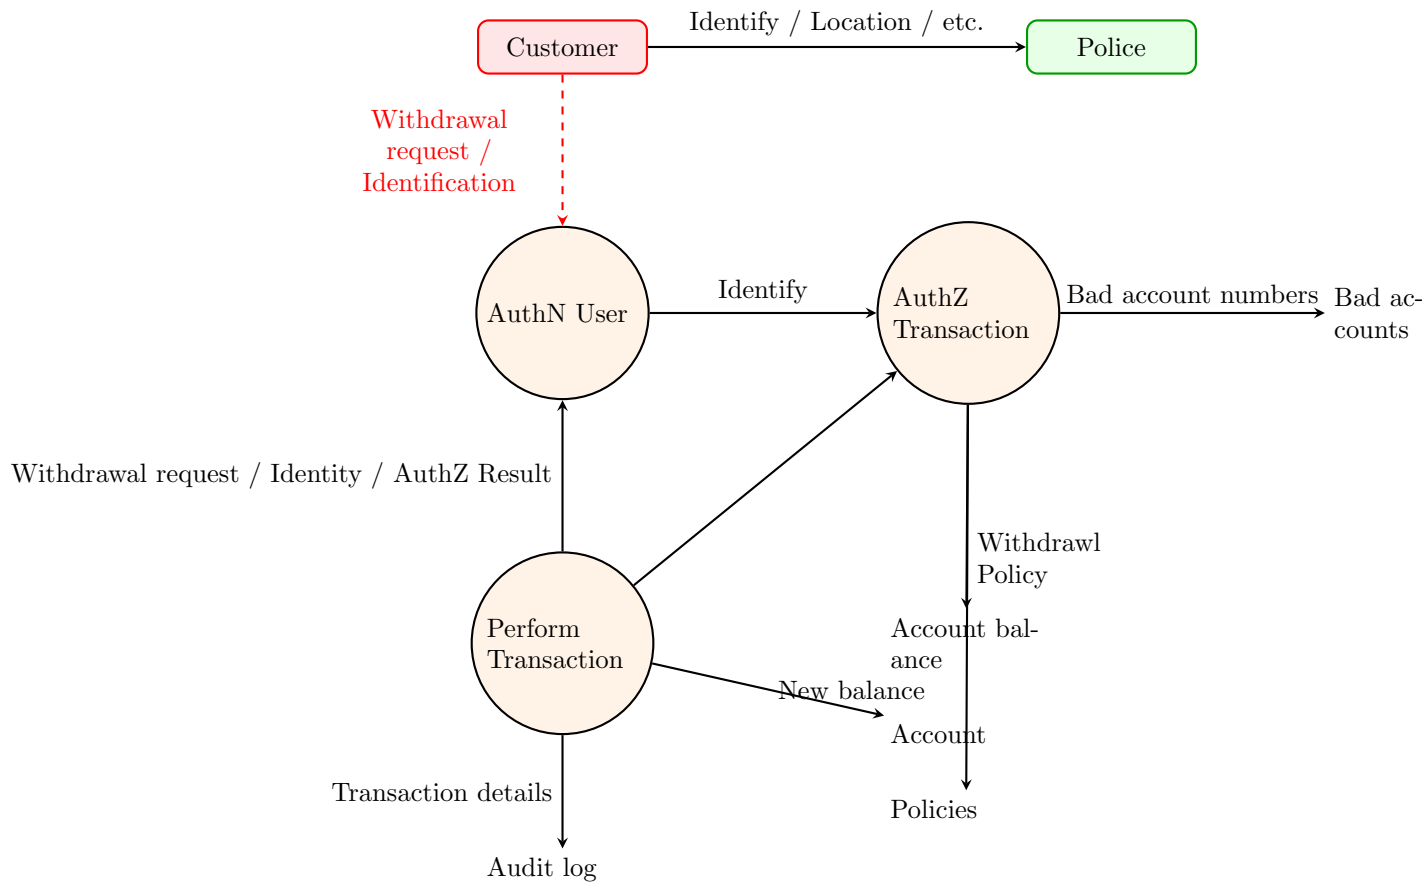 Identify / Location / etc.
Customer
Police
Withdrawal
request /
Identification
Identify
AuthN User
AuthZ
Transaction
Bad account numbers
Bad ac-
counts
Withdrawal request / Identity / AuthZ Result
Withdrawl
Policy
Perform
Transaction
Account bal-
ance
New balance
Account
Transaction details
Policies
Audit log